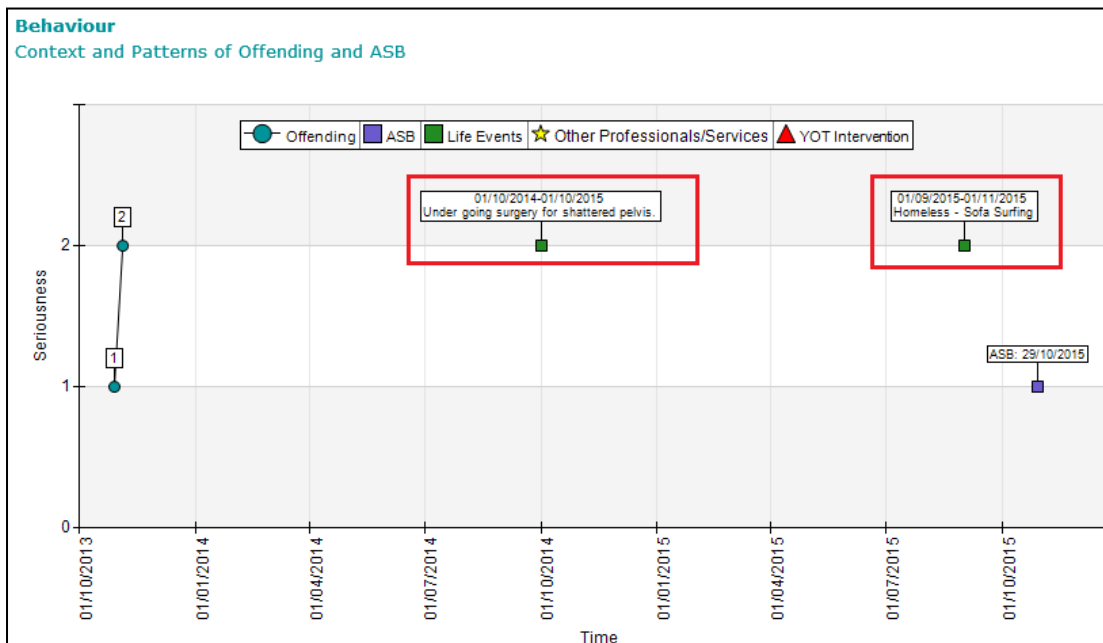 Behaviour
Context and Patterns of Offending and ASB
Offending ASB Life Events Other Professionals/Services YOT Intervention
01/10/2014-01/10/2015
Under going surgery for shattered pelvis.
01/09/2015-01/11/2015
Homeless - Sofa Surfing
2
2
1
ASB: 29/10/2015
1
0
Seriousness
01/10/2013
01/01/2014
01/04/2014
01/07/2014
01/10/2014
01/01/2015
01/04/2015
01/07/2015
01/10/2015
Time